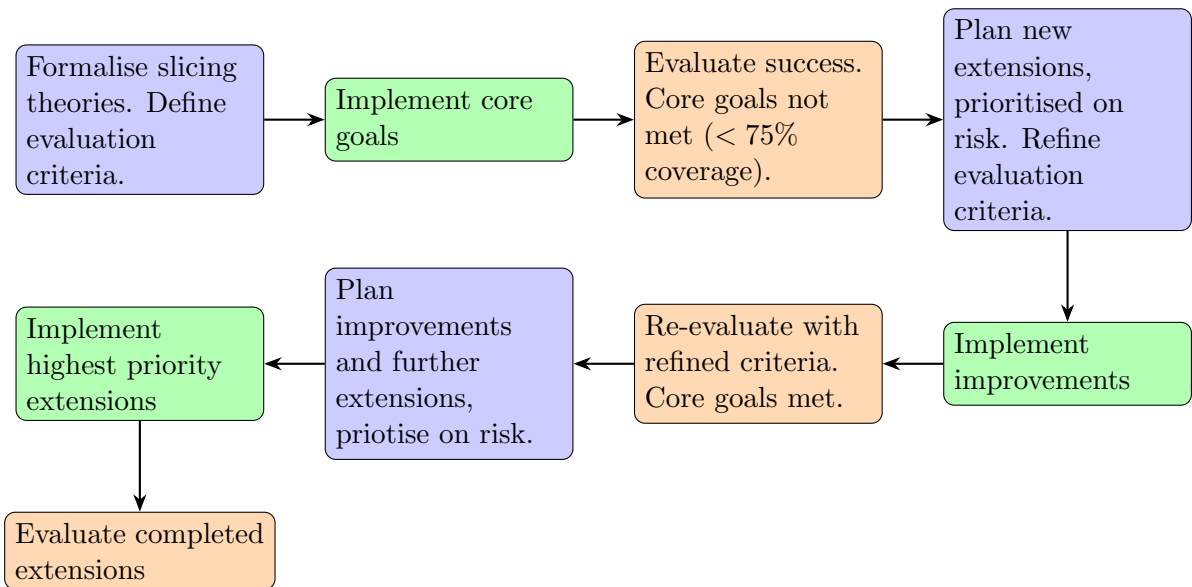 Formalise slicing
theories. Define
evaluation
criteria.
Implement core
goals
Evaluate success.
Core goals not
met (< 75%
coverage).
Plan new
extensions,
prioritised on
risk. Refine
evaluation
criteria.
Implement
improvements
Re-evaluate with
refined criteria.
Core goals met.
Plan
improvements
and further
extensions,
priotise on risk.
Implement
highest priority
extensions
Evaluate completed
extensions